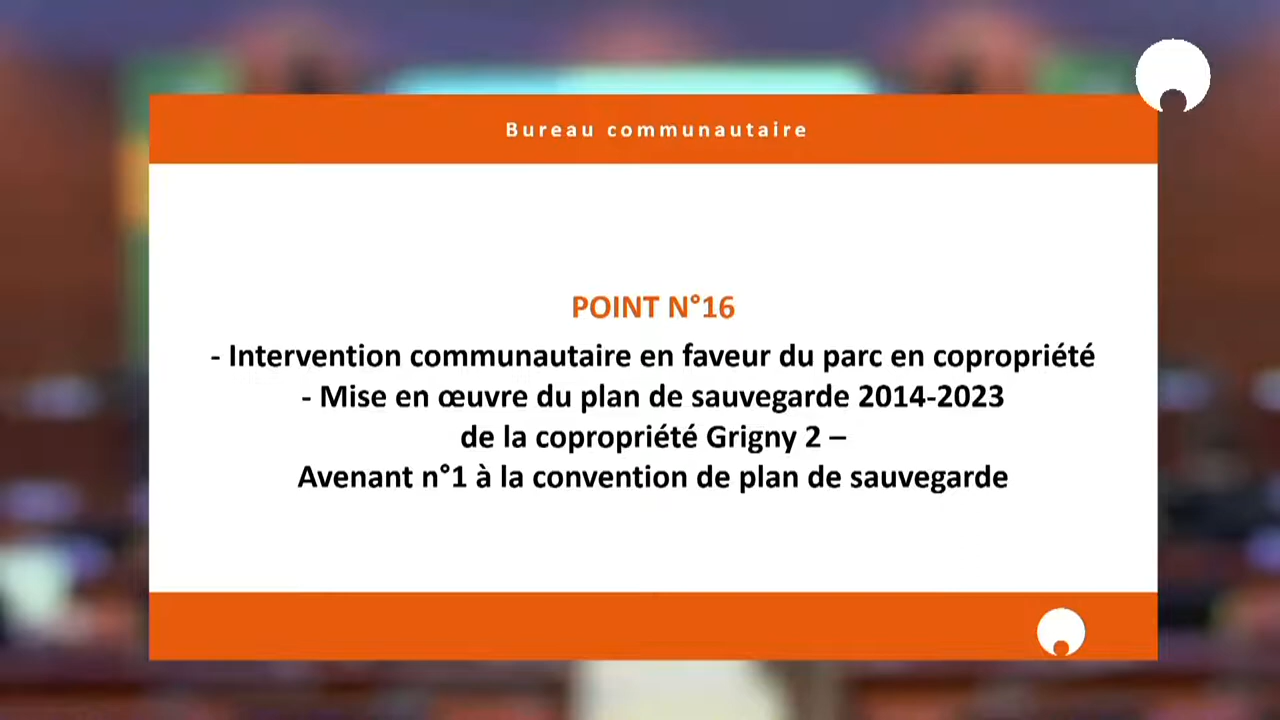 Bureau communautaire
POINT N°16
- Intervention communautaire en faveur du parc en copropriété
- Mise en œuvre du plan de sauvegarde 2014-2023
de la copropriété Grigny 2 –
Avenant n°1 à la convention de plan de sauvegarde